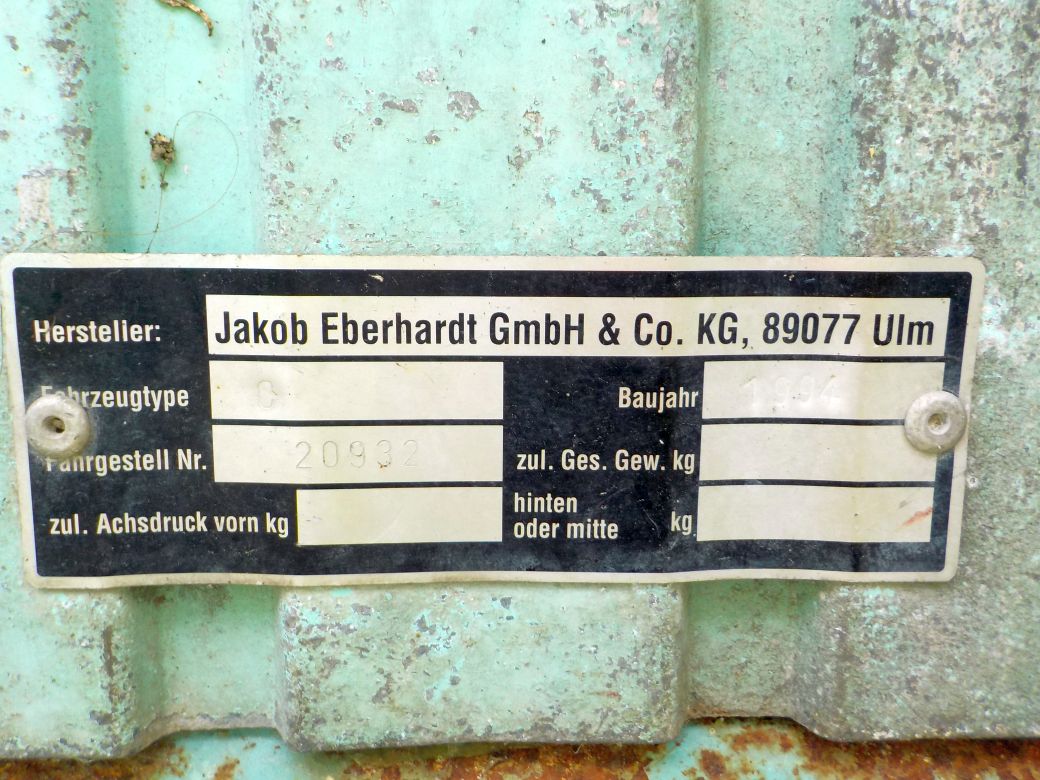 Hersteller: Jakob Eberhardt GmbH & Co. KG, 89077 Ulm
Fahrzeugtype C Baujahr 1994
Fahrgestell Nr. 20932 zul. Ges. Gew. kg
zul. Achsdruck vorn kg hinten oder mitte kg